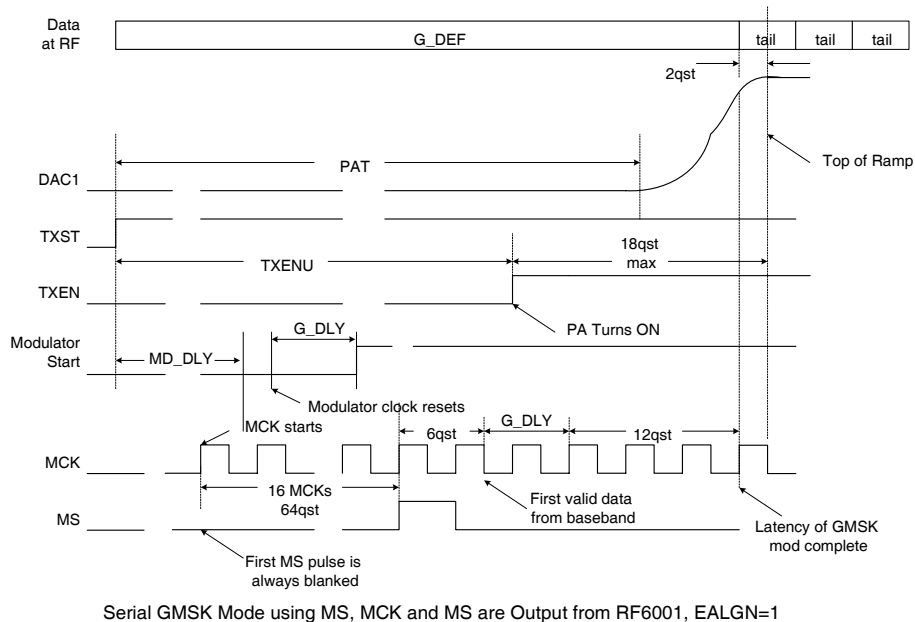 Data
at RF
G_DEF
tail
tail
tail
2qst
Top of Ramp
PAT
DAC1
TXST
18qst
max
TXENU
TXEN
PA Turns ON
G_DLY
Modulator
Start
MD_DLY
Modulator clock resets
MCK starts
6qst
G_DLY
12qst
MCK
16 MCKs
64qst
First valid data
from baseband
MS
Latency of GMSK
mod complete
First MS pulse is
always blanked
Serial GMSK Mode using MS, MCK and MS are Output from RF6001, EALGN=1